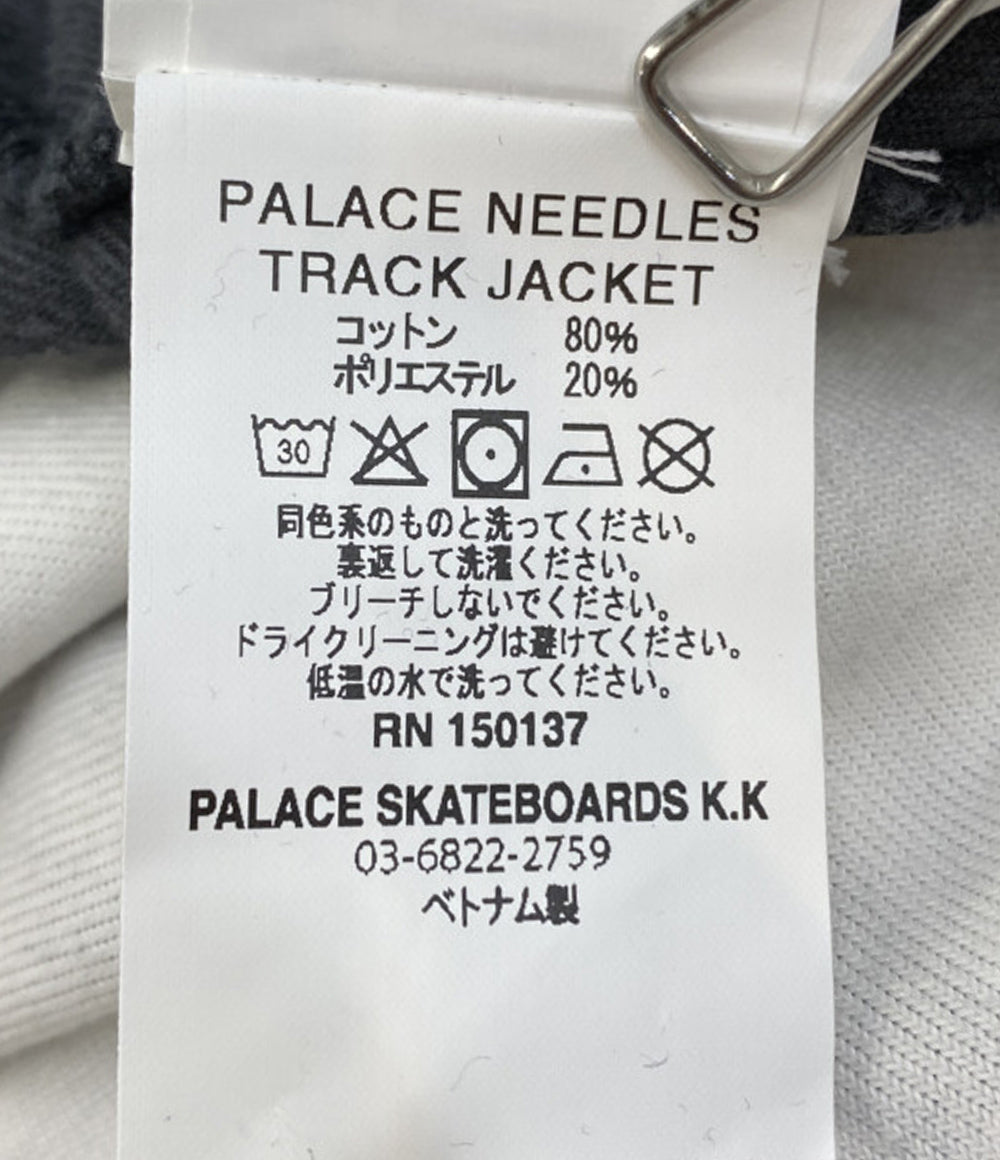 PALACE NEEDLES
TRACK JACKET
コットン 80%
ポリエステル 20%
30
同色系のものと洗ってください。
裏返して洗濯ください。
ブリーチしないでください。
ドライクリーニングは避けてください。
低温の水で洗ってください。
RN 150137
PALACE SKATEBOARDS K.K
03-6822-2759
ベトナム製